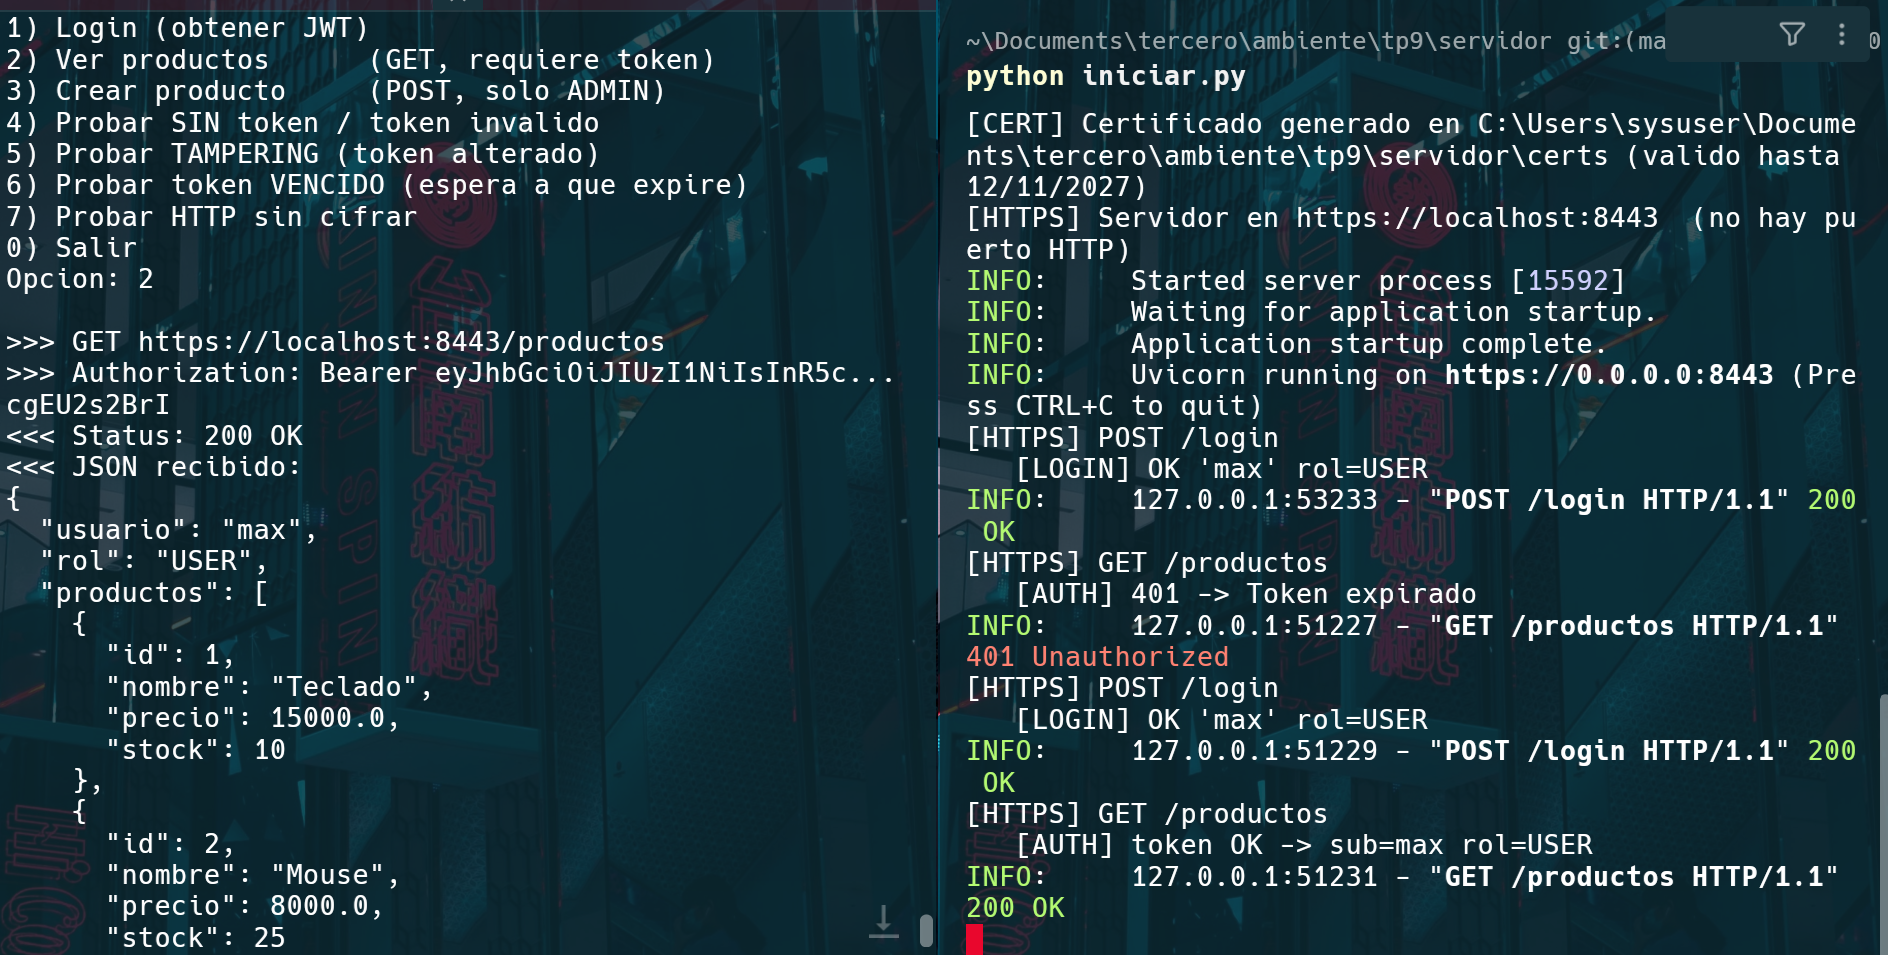 1) Login (obtener JWT)
2) Ver productos      (GET, requiere token)
3) Crear producto     (POST, solo ADMIN)
4) Probar SIN token / token invalido
5) Probar TAMPERING (token alterado)
6) Probar token VENCIDO (espera a que expire)
7) Probar HTTP sin cifrar
0) Salir
Opcion: 2
>>> GET https://localhost:8443/productos
>>> Authorization: Bearer eyJhbGciOiJIUzI1NiIsInR5c...
cgEU2s2BrI
<<< Status: 200 OK
<<< JSON recibido:
{
  "usuario": "max",
  "rol": "USER",
  "productos": [
    {
      "id": 1,
      "nombre": "Teclado",
      "precio": 15000.0,
      "stock": 10
    },
    {
      "id": 2,
      "nombre": "Mouse",
      "precio": 8000.0,
      "stock": 25
~\Documents\tercero\ambiente\tp9\servidor git:(ma
python iniciar.py
[CERT] Certificado generado en C:\Users\sysuser\Docume
nts\tercero\ambiente\tp9\servidor\certs (valido hasta
12/11/2027)
[HTTPS] Servidor en https://localhost:8443  (no hay pu
erto HTTP)
INFO:     Started server process [15592]
INFO:     Waiting for application startup.
INFO:     Application startup complete.
INFO:     Uvicorn running on https://0.0.0.0:8443 (Pre
ss CTRL+C to quit)
[HTTPS] POST /login
   [LOGIN] OK 'max' rol=USER
INFO:     127.0.0.1:53233 - "POST /login HTTP/1.1" 200
 OK
[HTTPS] GET /productos
   [AUTH] 401 -> Token expirado
INFO:     127.0.0.1:51227 - "GET /productos HTTP/1.1"
401 Unauthorized
[HTTPS] POST /login
   [LOGIN] OK 'max' rol=USER
INFO:     127.0.0.1:51229 - "POST /login HTTP/1.1" 200
 OK
[HTTPS] GET /productos
   [AUTH] token OK -> sub=max rol=USER
INFO:     127.0.0.1:51231 - "GET /productos HTTP/1.1"
200 OK